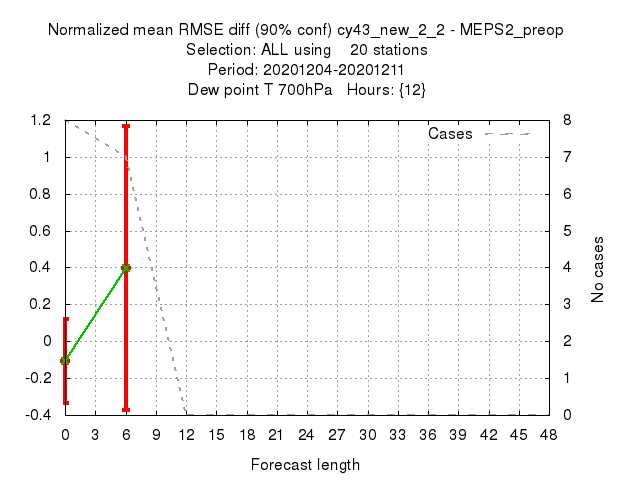 Normalized mean RMSE diff (90% conf) cy43_new_2_2 - MEPS2_preop
Selection: ALL using 20 stations
Period: 20201204-20201211
Dew point T 700hPa Hours: {12}
Cases
1.2
1
0.8
0.6
0.4
0.2
0
-0.2
-0.4
8
7
6
5
4
3
2
1
0
No cases
0 3 6 9 12 15 18 21 24 27 30 33 36 39 42 45 48
Forecast length